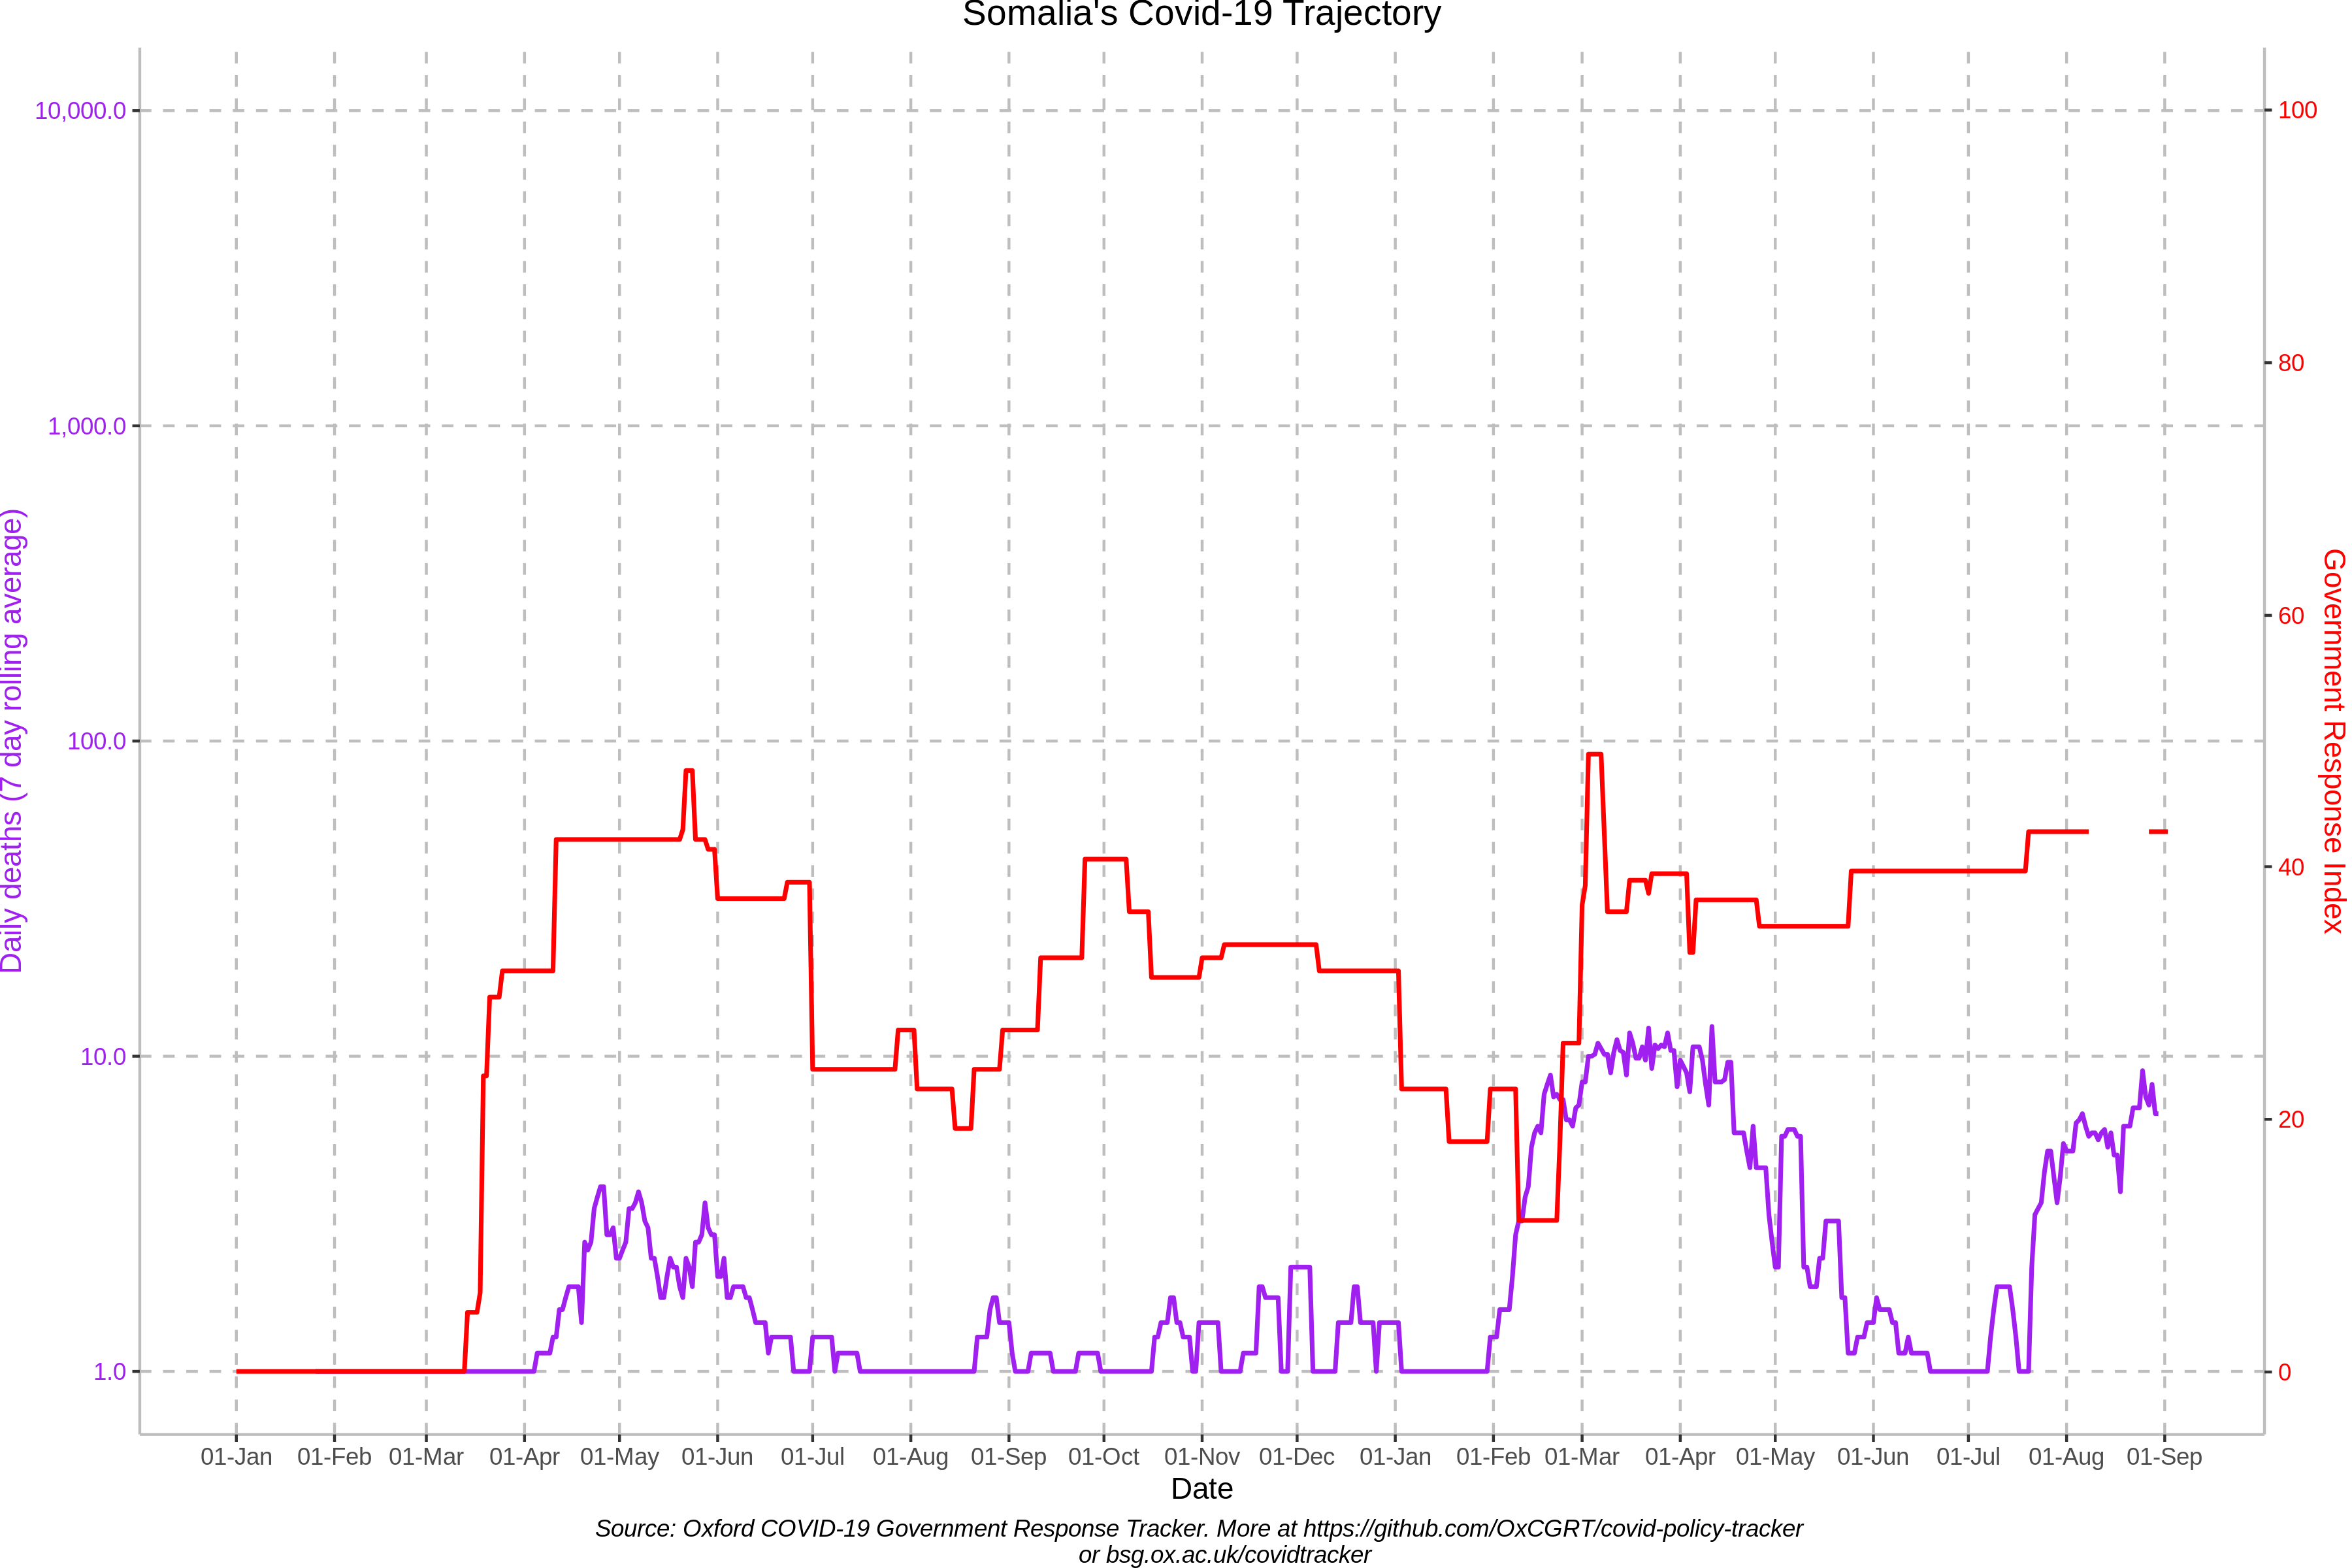 Somalia's Covid-19 Trajectory
10,000.0
1,000.0
100.0
10.0
1.0
Daily deaths (7 day rolling average)
100
80
60
40
20
0
Government Response Index
01-Jan 01-Feb 01-Mar 01-Apr 01-May 01-Jun 01-Jul 01-Aug 01-Sep 01-Oct 01-Nov 01-Dec 01-Jan 01-Feb 01-Mar 01-Apr 01-May 01-Jun 01-Jul 01-Aug 01-Sep
Date
Source: Oxford COVID-19 Government Response Tracker. More at https://github.com/OxCGRT/covid-policy-tracker
or bsg.ox.ac.uk/covidtracker